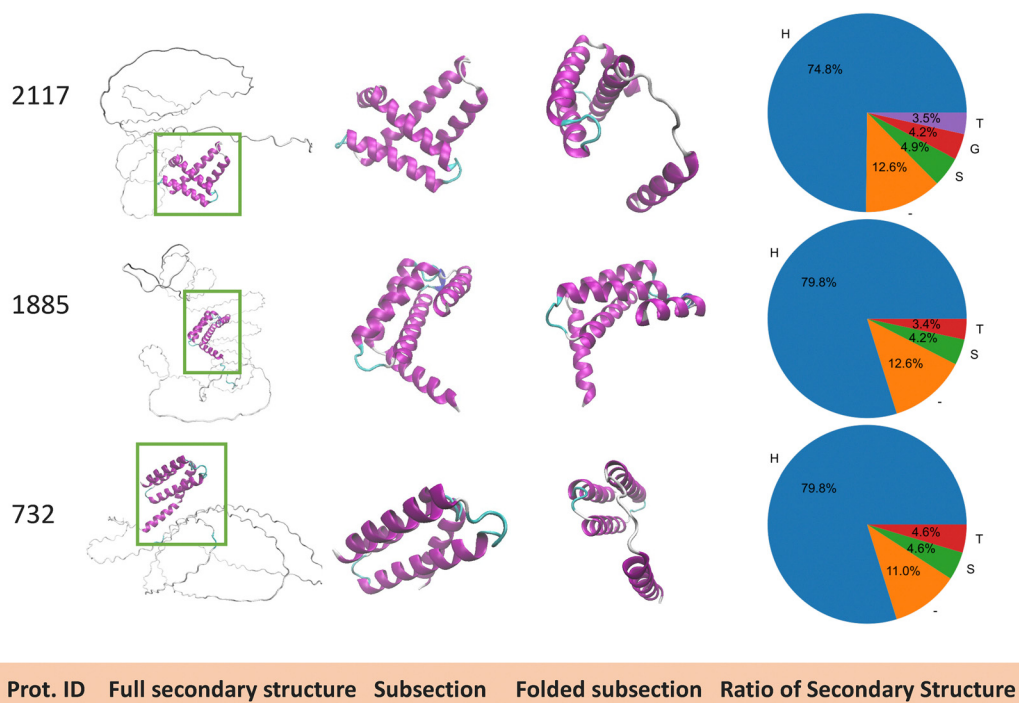 2117
H
74.8%
3.5%
T
4.2%
G
4.9%
S
12.6%
-
1885
H
79.8%
3.4%
T
4.2%
S
12.6%
-
732
H
79.8%
4.6%
T
4.6%
S
11.0%
-
Prot. ID Full secondary structure Subsection Folded subsection Ratio of Secondary Structure